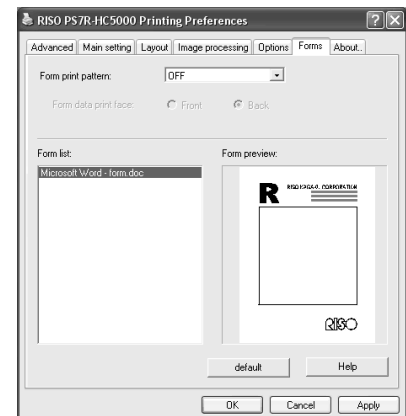 RISO PS7R-HC5000 Printing Preferences
Advanced Main setting Layout Image processing Options Forms About..
Form print pattern: OFF
Form data print face: Front Back
Form list: Form preview:
Microsoft Word - form.doc
R RISO KAGAKU CORPORATION
RISO
default Help
OK Cancel Apply